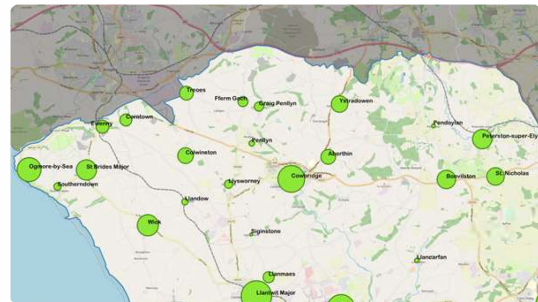 Treoes
Fferm Goch
Graig Penllyn
Ystradowen
Corntown
Ewenny
Pendoylan
Peterston-super-Ely
Penllyn
Colwinston
Aberthin
Ogmore-by-Sea
St Brides Major
Cowbridge
Bonvilston
St. Nicholas
Southerndown
Llysworney
Llandow
Wick
Siginstone
Llancarfan
Llanmaes
Llantwit Major